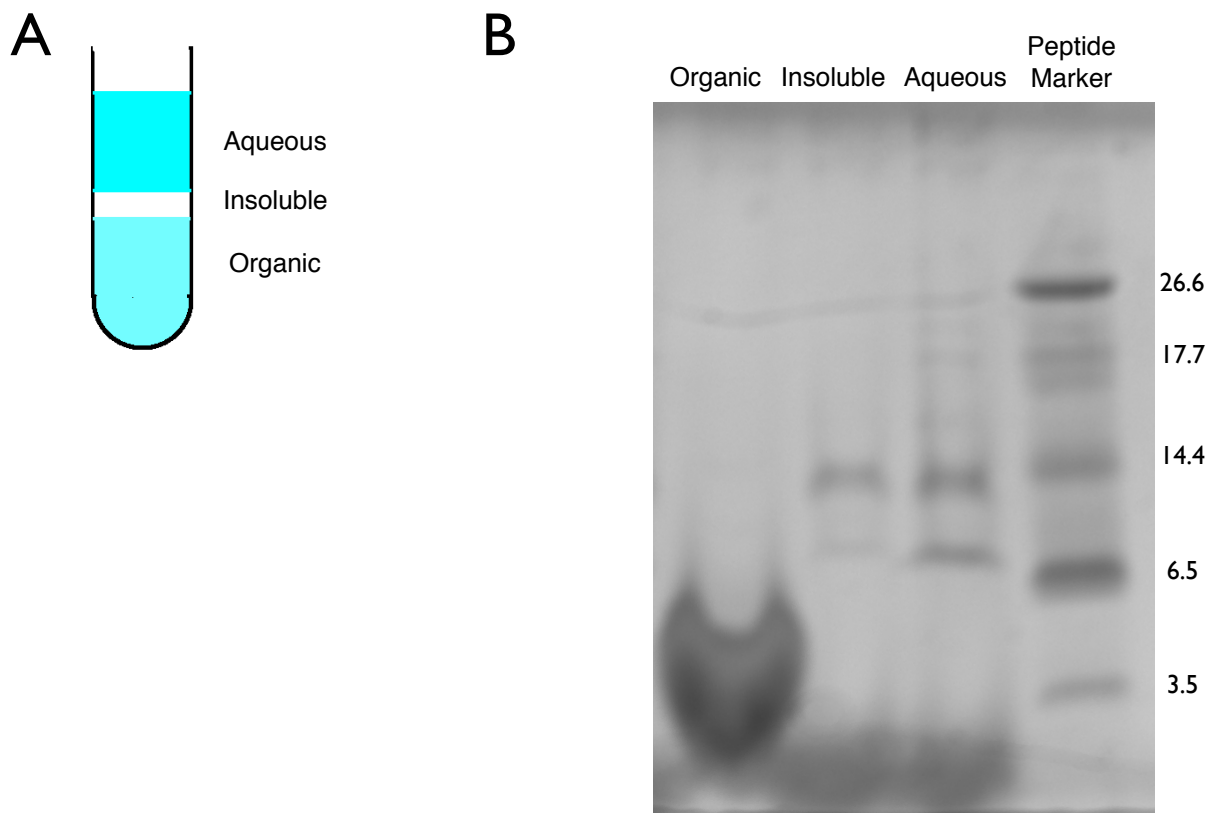 A
Aqueous
Insoluble
Organic
B
Organic Insoluble Aqueous Peptide Marker
26.6
17.7
14.4
6.5
3.5